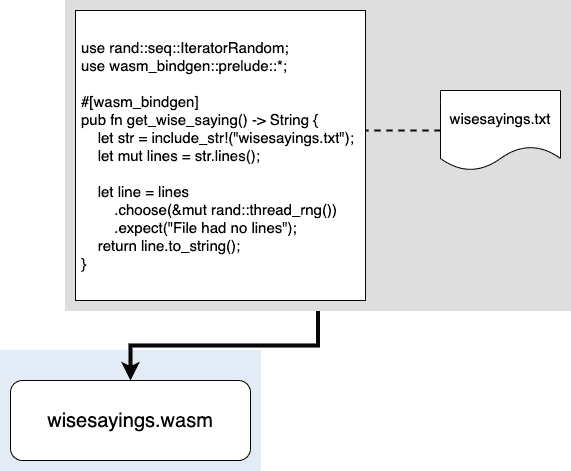 use rand::seq::IteratorRandom;
use wasm_bindgen::prelude::*;
#[wasm_bindgen]
pub fn get_wise_saying() -> String {
    let str = include_str!("wisesayings.txt");
    let mut lines = str.lines();
    let line = lines
        .choose(&mut rand::thread_rng())
        .expect("File had no lines");
    return line.to_string();
}
wisesayings.txt
wisesayings.wasm